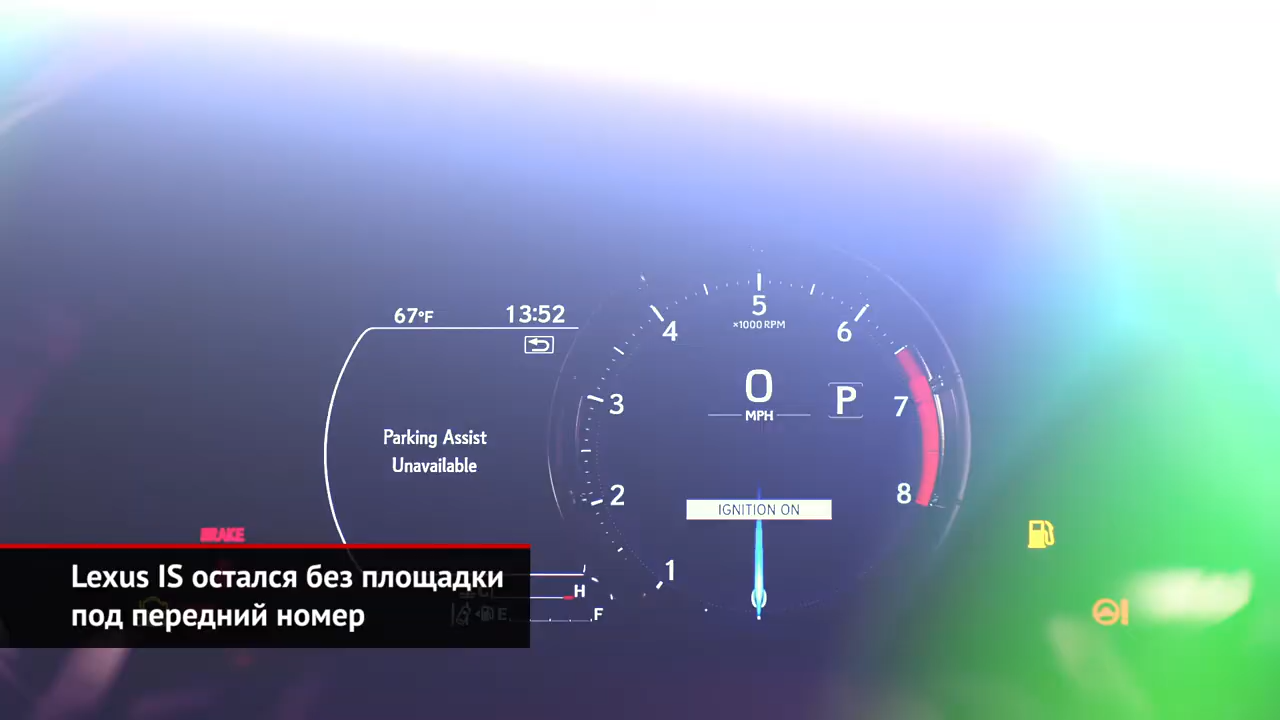 67°F 13:52
5
×1000 RPM
4 6
0
MPH
P
3 7
Parking Assist
Unavailable
2 8
IGNITION ON
BRAKE
1
0
H
E F
Lexus IS остался без площадки
под передний номер